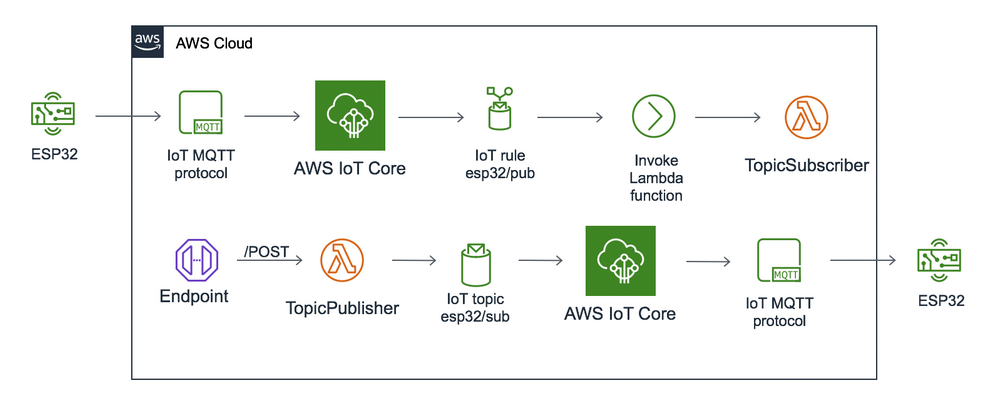 aws
AWS Cloud
MQTT
ESP32
IoT MQTT
protocol
AWS IoT Core
IoT rule
esp32/pub
Invoke
Lambda
function
TopicSubscriber
/POST
Endpoint
TopicPublisher
IoT topic
esp32/sub
AWS IoT Core
MQTT
IoT MQTT
protocol
ESP32